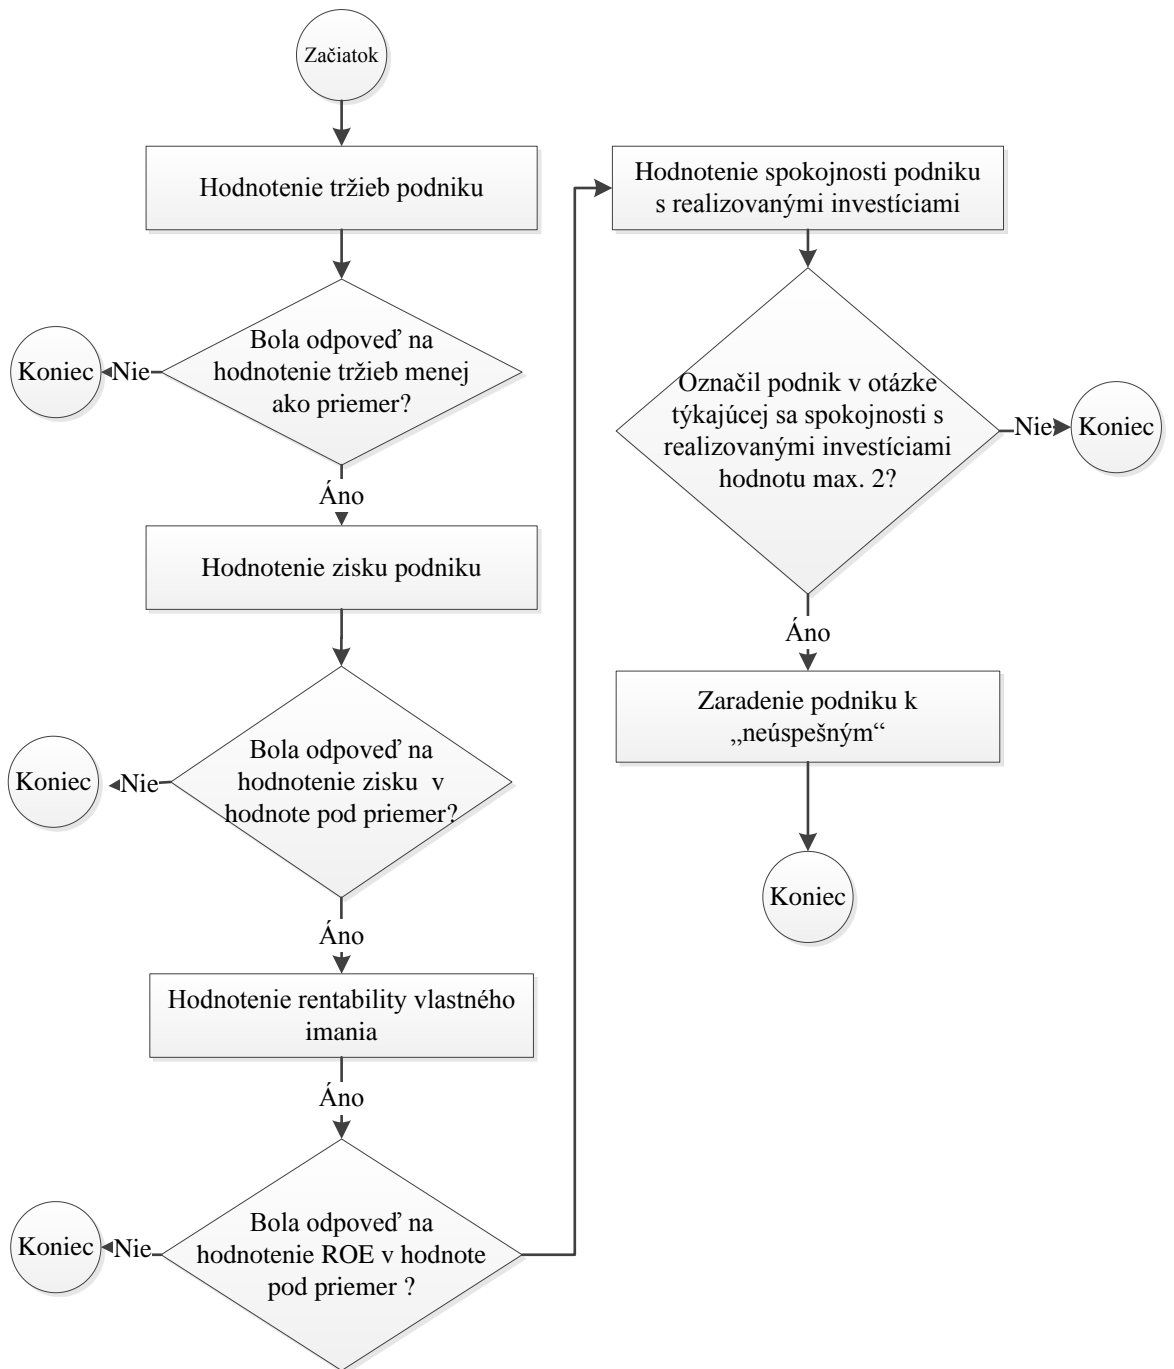 Začiatok
Hodnotenie tržieb podniku
Bola odpoveď na
hodnotenie tržieb menej
ako priemer?
Nie
Koniec
Áno
Hodnotenie zisku podniku
Bola odpoveď na
hodnotenie zisku v
hodnote pod priemer?
Nie
Koniec
Áno
Hodnotenie rentability vlastného
imania
Áno
Bola odpoveď na
hodnotenie ROE v hodnote
pod priemer ?
Nie
Koniec
Hodnotenie spokojnosti podniku
s realizovanými investíciami
Označil podnik v otázke
týkajúcej sa spokojnosti s
realizovanými investíciami
hodnotu max. 2?
Nie
Koniec
Áno
Zaradenie podniku k
„neúspešným“
Koniec